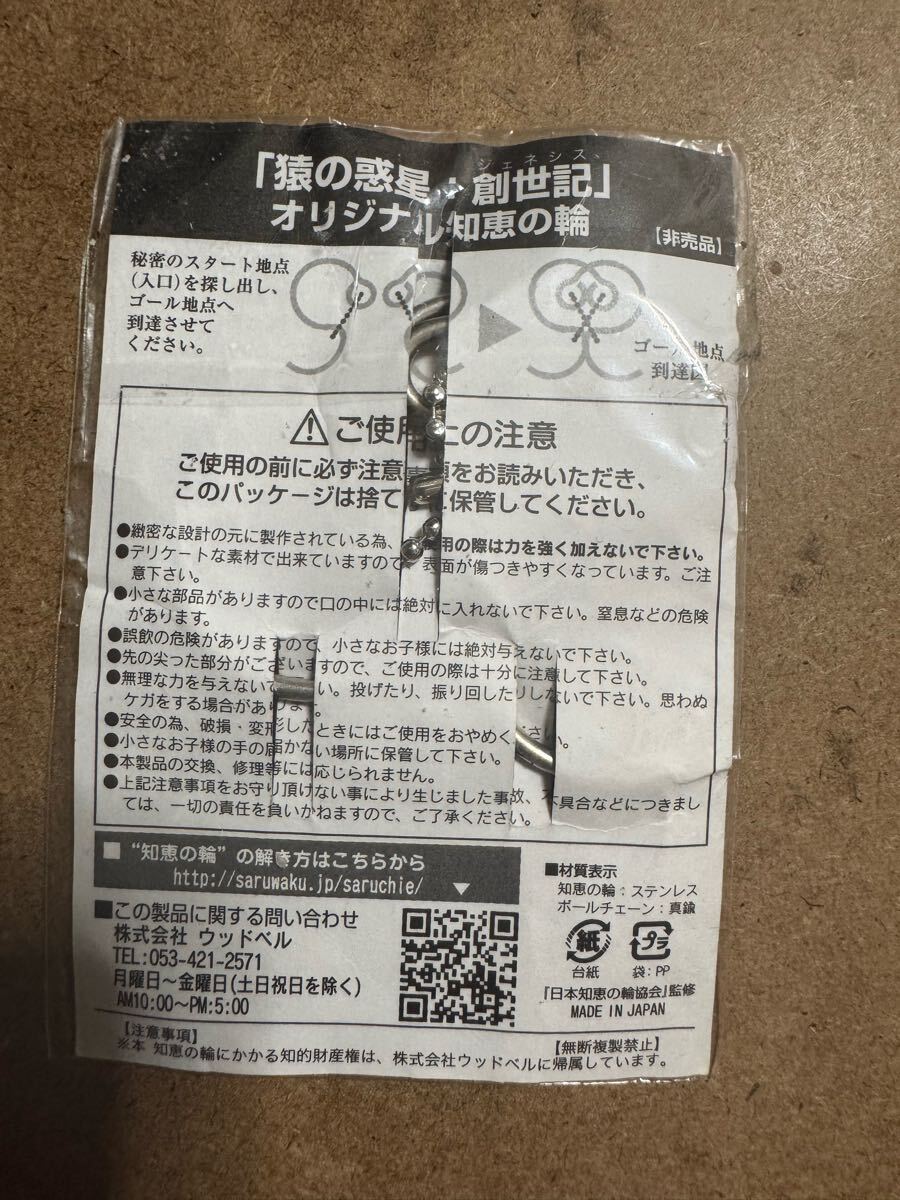 ジェネシス
「猿の惑星・創世記」
オリジナル知恵の輪
【非売品】
秘密のスタート地点
(入口)を探し出し、
ゴール地点へ
到達させて
ください。
ゴール地点
到達図
⚠ご使用上の注意
ご使用の前に必ず注意事項をお読みいただき、
このパッケージは捨てずに保管してください。
●緻密な設計の元に製作されている為、使用の際は力を強く加えないで下さい。
●デリケートな素材で出来ていますので、表面が傷つきやすくなっています。ご注
意下さい。
●小さな部品がありますので口の中には絶対に入れないで下さい。窒息などの危険
があります。
●誤飲の危険がありますので、小さなお子様には絶対与えないで下さい。
●先の尖った部分がございますので、ご使用の際は十分に注意して下さい。
●無理な力を与えないで下さい。投げたり、振り回したりしないで下さい。思わぬ
ケガをする場合があります。
●安全の為、破損・変形したときにはご使用をおやめください。
●小さなお子様の手の届かない場所に保管して下さい。
●本製品の交換、修理等には応じられません。
●上記注意事項をお守り頂けない事により生じました事故、不具合などにつきまし
ては、一切の責任を負いかねますので、ご了承ください。
■“知恵の輪”の解き方はこちらから
http://saruwaku.jp/saruchie/ ▼
■この製品に関する問い合わせ
株式会社 ウッドベル
TEL:053-421-2571
月曜日～金曜日(土日祝日を除く)
AM10:00～PM:5:00
■材質表示
知恵の輪：ステンレス
ボールチェーン：真鍮
紙 プラ
台紙 袋：PP
『日本知恵の輪協会』監修
MADE IN JAPAN
【注意事項】
【無断複製禁止】
※本 知恵の輪にかかる知的財産権は、株式会社ウッドベルに帰属しています。